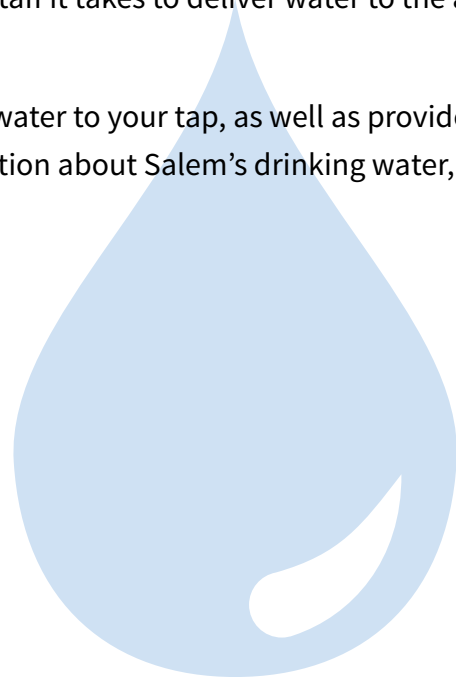 it takes to deliver water to the
water to your tap, as well as provide
about Salem’s drinking water,